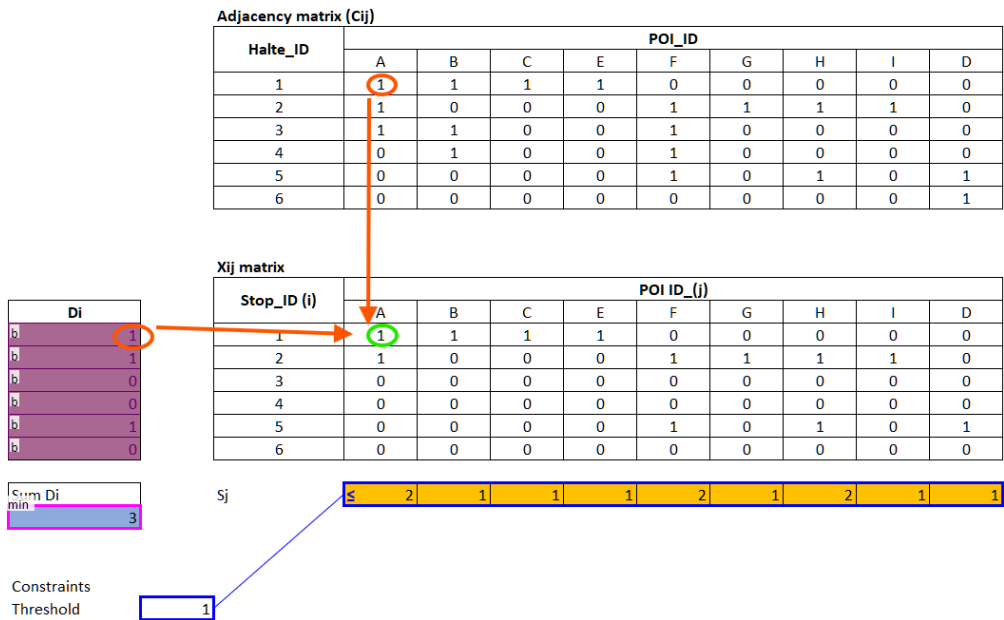 Adjacency matrix (Cij)
Halte_ID POI_ID
A B C E F G H I D
1 1 1 1 1 0 0 0 0 0
2 1 0 0 0 1 1 1 1 0
3 1 1 0 0 1 0 0 0 0
4 0 1 0 0 1 0 0 0 0
5 0 0 0 0 1 0 1 0 1
6 0 0 0 0 0 0 0 0 1
Xij matrix
Stop_ID (i) POI ID_(j)
Di A B C E F G H I D
b 1 1 1 1 1 1 0 0 0 0 0
b 1 2 1 0 0 0 1 1 1 1 0
b 0 3 0 0 0 0 0 0 0 0 0
b 0 4 0 0 0 0 0 0 0 0 0
b 1 5 0 0 0 0 1 0 1 0 1
b 0 6 0 0 0 0 0 0 0 0 0
Sum Di Sj ≤ 2 1 1 1 2 1 2 1 1
min 3
Constraints
Threshold 1